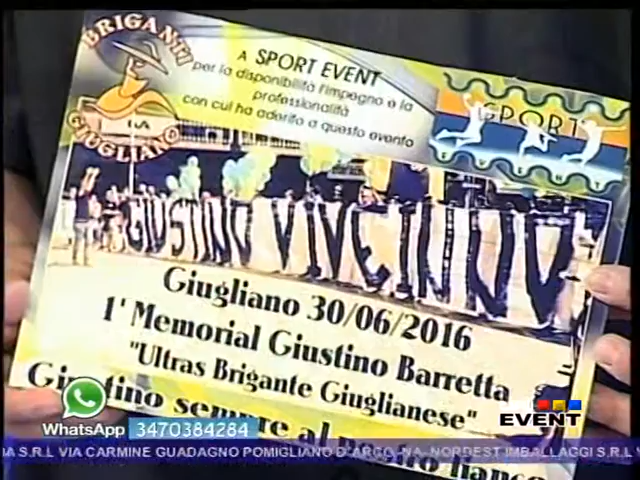 BRIGANTI
GIUGLIANO
A SPORT EVENT
per la disponibilità l'impegno e la
professionalità
con cui ha aderito a questo evento
SPORT
GIUSTINO VIVE IN
Giugliano 30/06/2016
1' Memorial Giustino Barretta
"Ultras Brigante Giuglianese"
Giustino sempre al nostro fianco
WhatsApp 3470384284
EVENT
S.R.L VIA CARMINE GUADAGNO POMIGLIANO D'ARCO, NA-NORDEST IMBALLAGGI S.R.L VIA